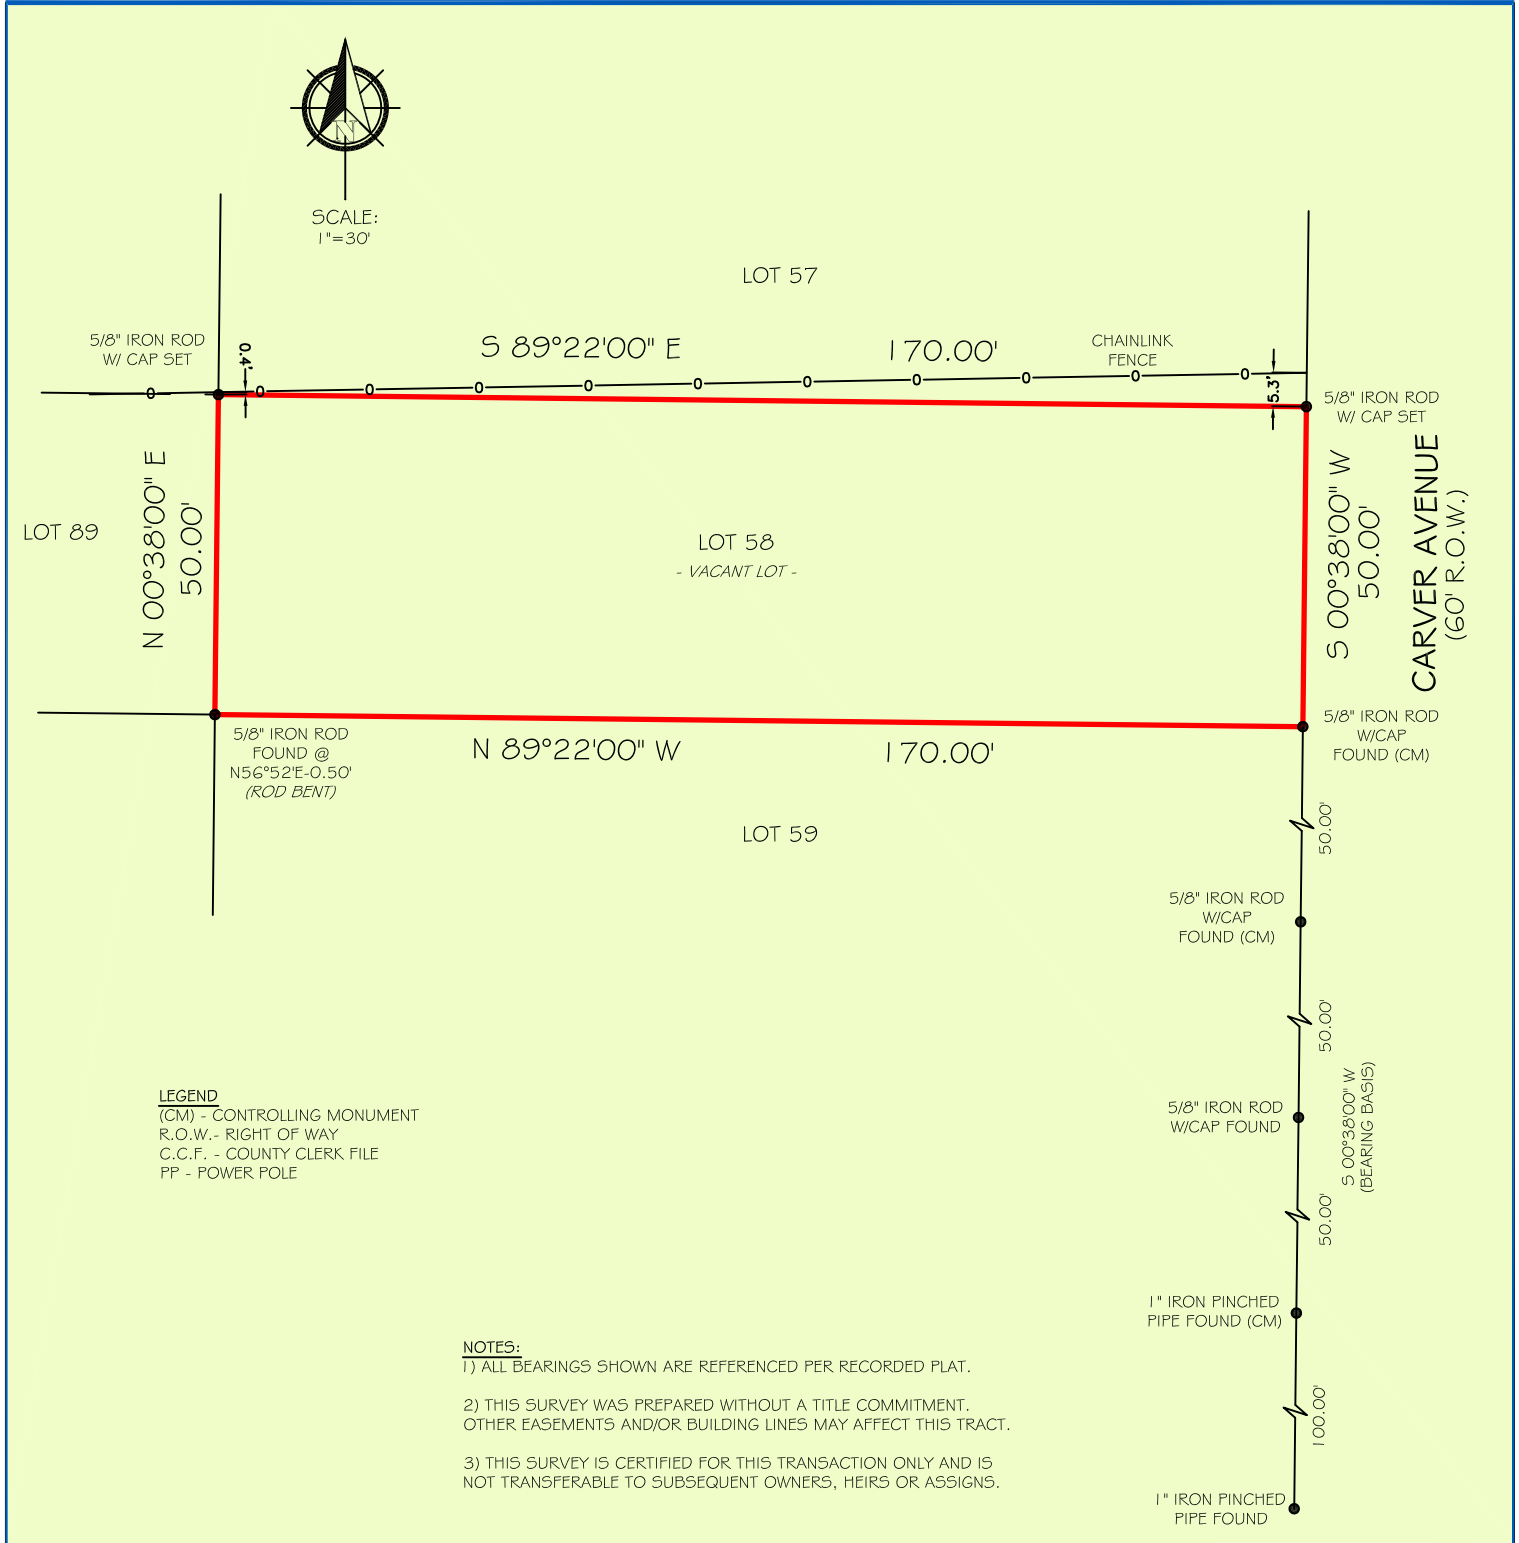 N
SCALE:
1"=30'
LOT 57
5/8" IRON ROD
W/ CAP SET
0.4'
S 89°22'00" E
170.00'
CHAINLINK
FENCE
5.3'
5/8" IRON ROD
W/ CAP SET
N 00°38'00" E
50.00'
LOT 89
LOT 58
- VACANT LOT -
S 00°38'00" W
50.00'
CARVER AVENUE
(60' R.O.W.)
5/8" IRON ROD
FOUND @
N56°52'E-0.50'
(ROD BENT)
N 89°22'00" W
170.00'
5/8" IRON ROD
W/CAP
FOUND (CM)
LOT 59
50.00'
5/8" IRON ROD
W/CAP
FOUND (CM)
50.00'
5/8" IRON ROD
W/CAP FOUND
S 00°38'00" W
(BEARING BASIS)
50.00'
1" IRON PINCHED
PIPE FOUND (CM)
100.00'
1" IRON PINCHED
PIPE FOUND
LEGEND
(CM) - CONTROLLING MONUMENT
R.O.W.- RIGHT OF WAY
C.C.F. - COUNTY CLERK FILE
PP - POWER POLE
NOTES:
1) ALL BEARINGS SHOWN ARE REFERENCED PER RECORDED PLAT.
2) THIS SURVEY WAS PREPARED WITHOUT A TITLE COMMITMENT.
OTHER EASEMENTS AND/OR BUILDING LINES MAY AFFECT THIS TRACT.
3) THIS SURVEY IS CERTIFIED FOR THIS TRANSACTION ONLY AND IS
NOT TRANSFERABLE TO SUBSEQUENT OWNERS, HEIRS OR ASSIGNS.